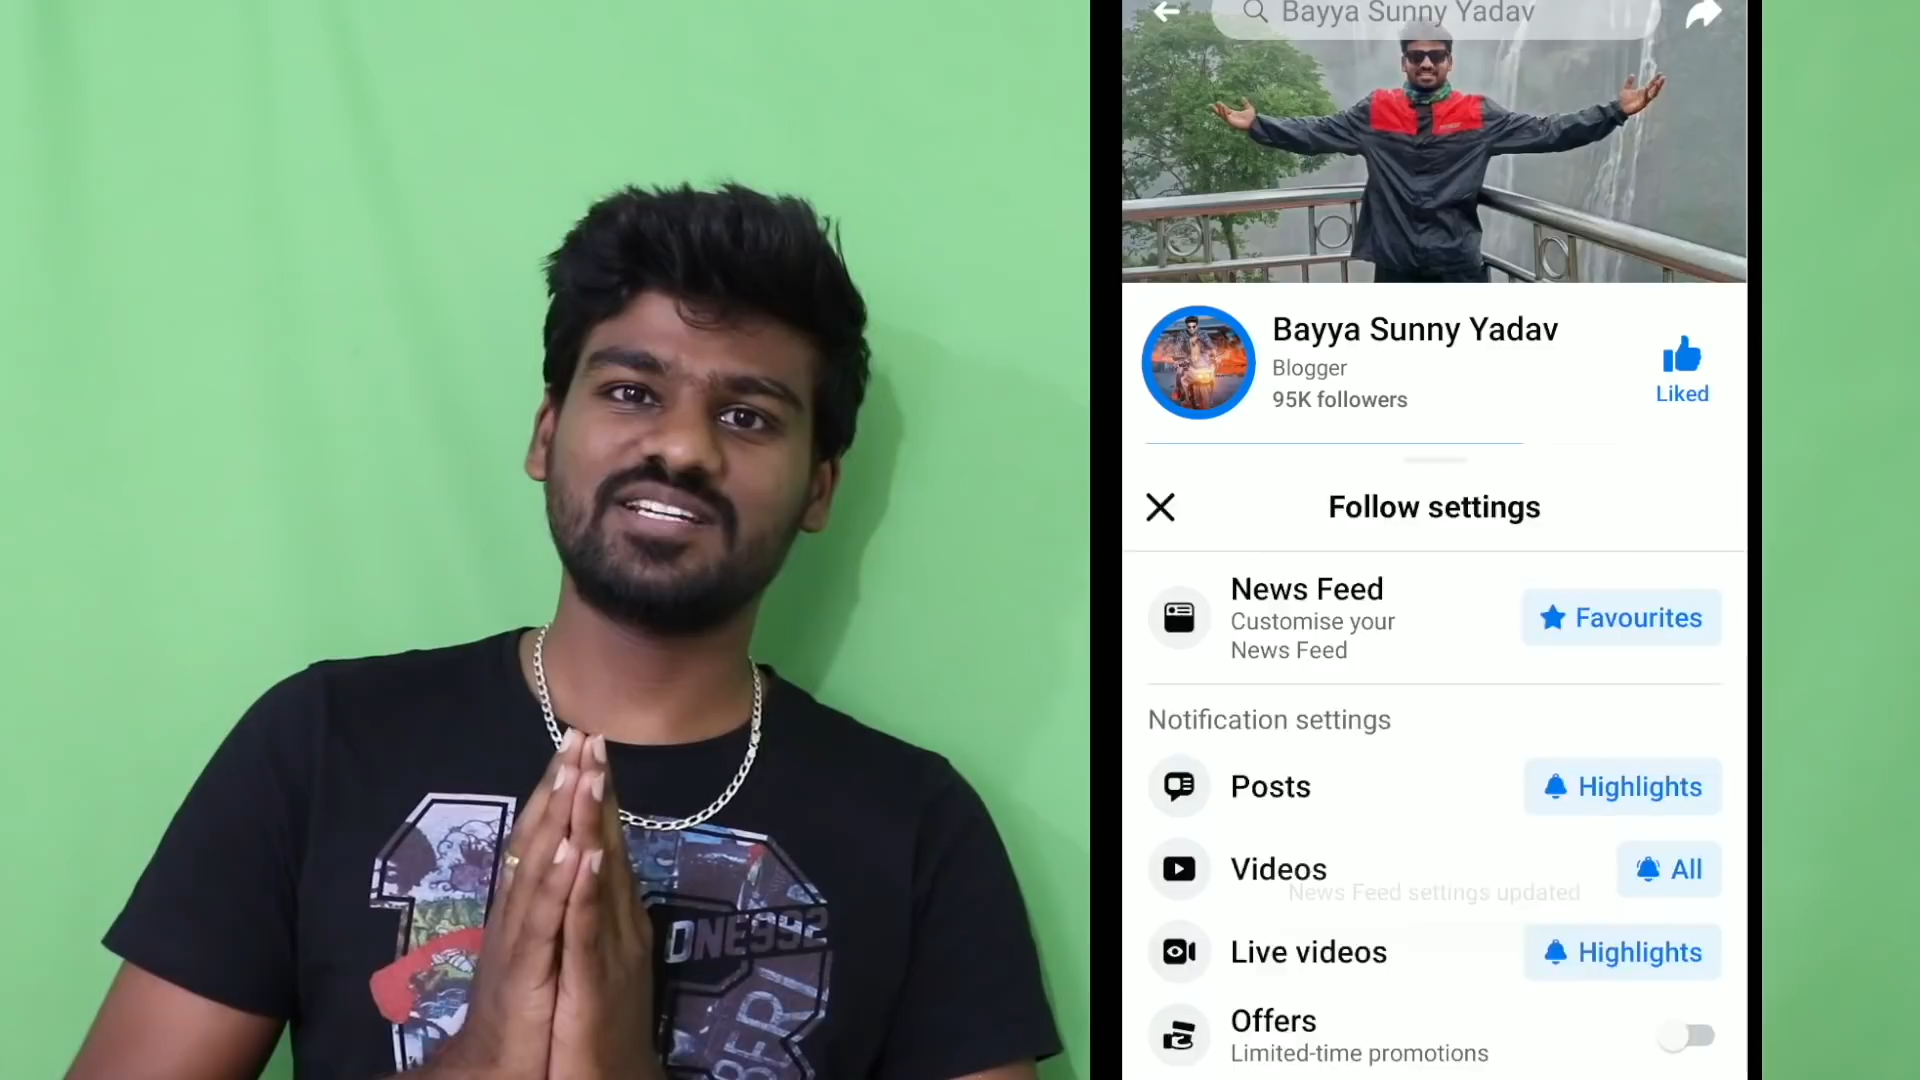 Bayya Sunny Yadav
Bayya Sunny Yadav
Blogger
95K followers
Liked
Follow settings
News Feed
Customise your
News Feed
Favourites
Notification settings
Posts
Highlights
Videos
All
News Feed settings updated
Live videos
Highlights
Offers
Limited-time promotions
ONE992